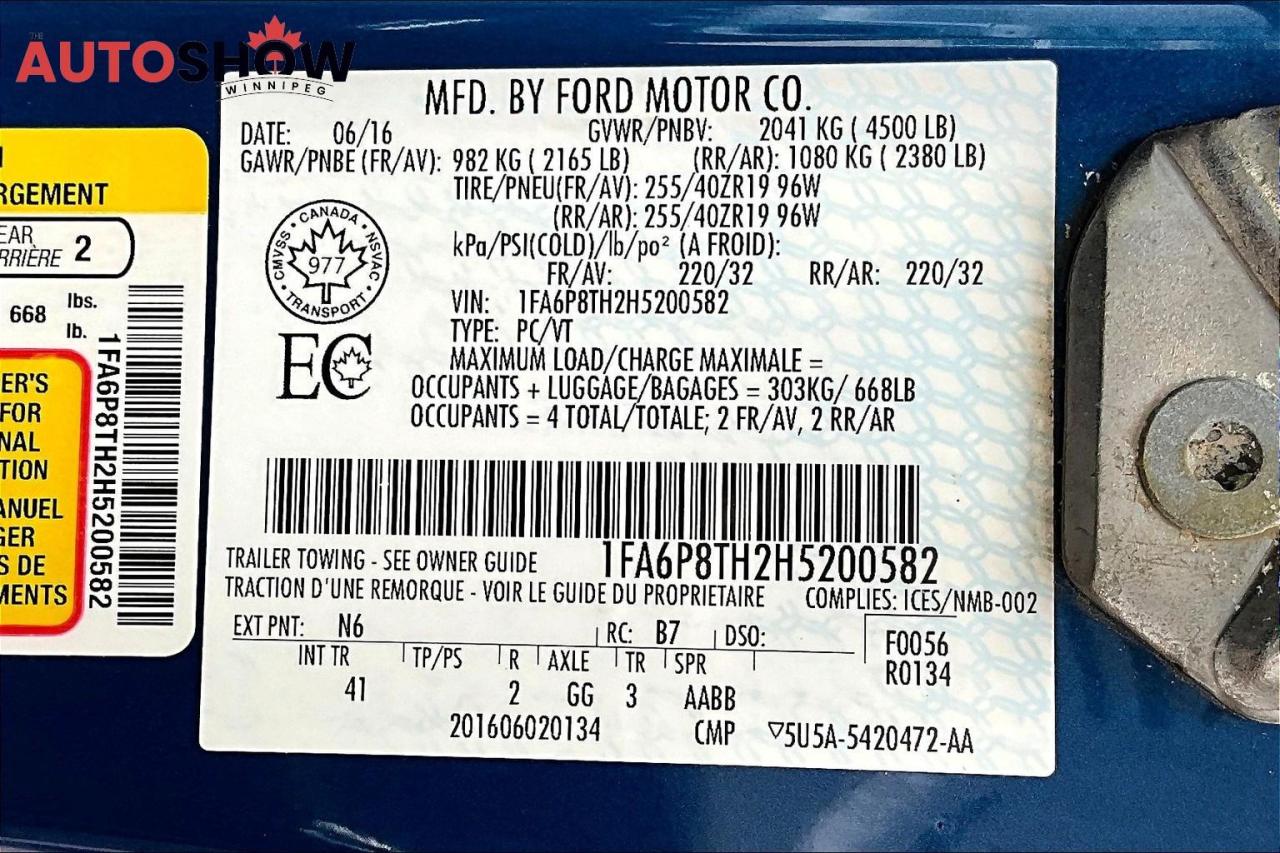 THE
AUTOSHOW
WINNIPEG
RGEMENT
EAR
RRIÈRE 2
668 lbs.
lb.
ER'S
FOR
NAL
TION
ANUEL
GER
S DE
MENTS
1FA6P8TH2H5200582
MFD. BY FORD MOTOR CO.
DATE: 06/16 GVWR/PNBV: 2041 KG ( 4500 LB)
GAWR/PNBE (FR/AV): 982 KG ( 2165 LB) (RR/AR): 1080 KG ( 2380 LB)
TIRE/PNEU(FR/AV): 255/40ZR19 96W
(RR/AR): 255/40ZR19 96W
kPa/PSI(COLD)/lb/po² (A FROID):
FR/AV: 220/32 RR/AR: 220/32
CANADA
CMVSS NSVAC
977
TRANSPORT
VIN: 1FA6P8TH2H5200582
TYPE: PC/VT
EC
MAXIMUM LOAD/CHARGE MAXIMALE =
OCCUPANTS + LUGGAGE/BAGAGES = 303KG/ 668LB
OCCUPANTS = 4 TOTAL/TOTALE; 2 FR/AV, 2 RR/AR
TRAILER TOWING - SEE OWNER GUIDE 1FA6P8TH2H5200582
TRACTION D'UNE REMORQUE - VOIR LE GUIDE DU PROPRIETAIRE COMPLIES: ICES/NMB-002
EXT PNT: N6 RC: B7 DSO: F0056
INT TR TP/PS R AXLE TR SPR R0134
41 2 GG 3 AABB
201606020134 CMP ▽5U5A-5420472-AA